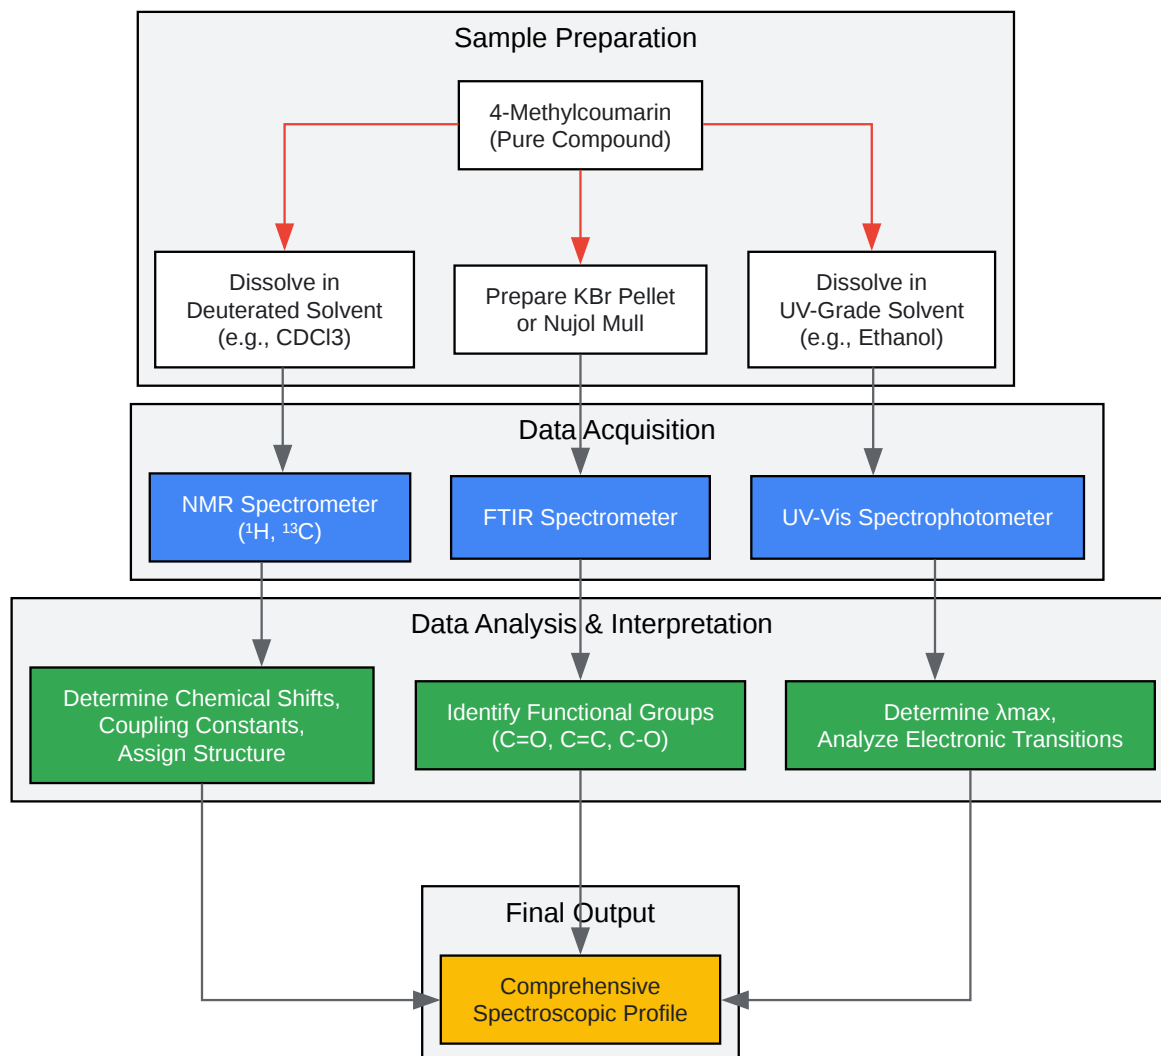 Sample Preparation
4-Methylcoumarin
(Pure Compound)
Dissolve in
Deuterated Solvent
(e.g., CDCl3)
Prepare KBr Pellet
or Nujol Mull
Dissolve in
UV-Grade Solvent
(e.g., Ethanol)
Data Acquisition
NMR Spectrometer
(¹H, ¹³C)
FTIR Spectrometer
UV-Vis Spectrophotometer
Data Analysis & Interpretation
Determine Chemical Shifts,
Coupling Constants,
Assign Structure
Identify Functional Groups
(C=O, C=C, C-O)
Determine λmax,
Analyze Electronic Transitions
Final Output
Comprehensive
Spectroscopic Profile